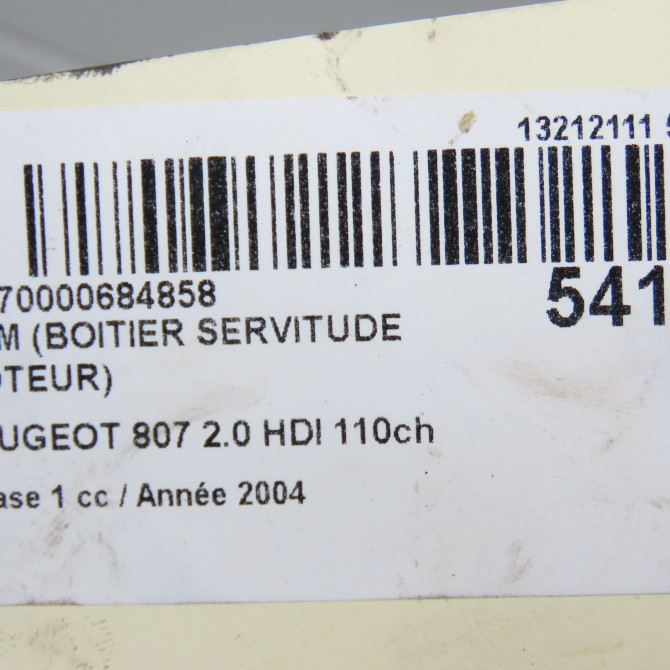 13212111 5
70000684858
541
M (BOITIER SERVITUDE
OTEUR)
UGEOT 807 2.0 HDI 110ch
ase 1 cc / Année 2004